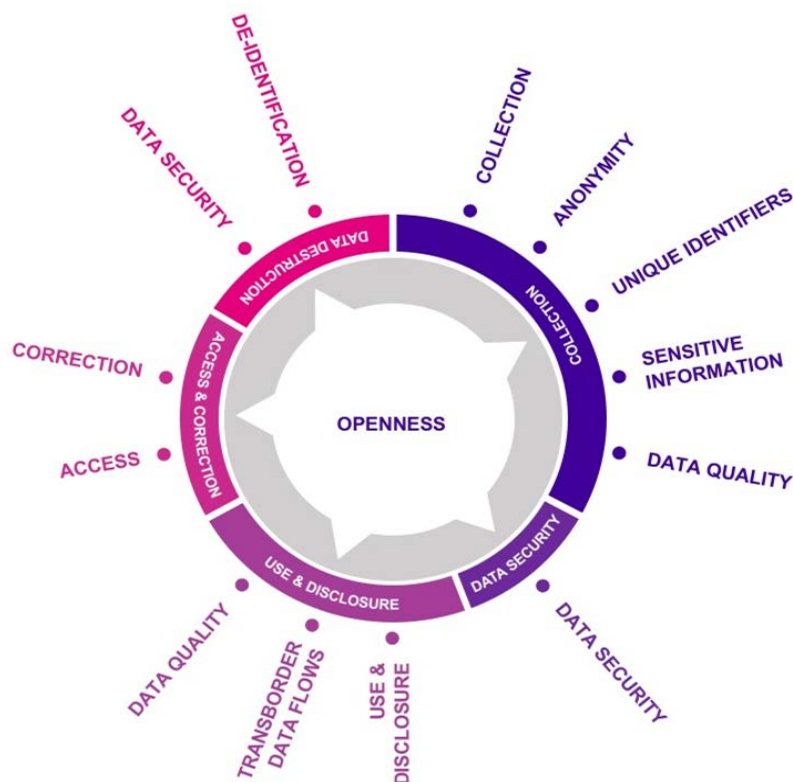 DE-IDENTIFICATION
DATA SECURITY
COLLECTION
ANONYMITY
UNIQUE IDENTIFIERS
SENSITIVE
INFORMATION
DATA QUALITY
DATA SECURITY
USE &
DISCLOSURE
TRANSBORDER
DATA FLOWS
DATA QUALITY
ACCESS
CORRECTION
DATA DESTRUCTION
COLLECTION
DATA SECURITY
USE & DISCLOSURE
ACCESS & CORRECTION
OPENNESS